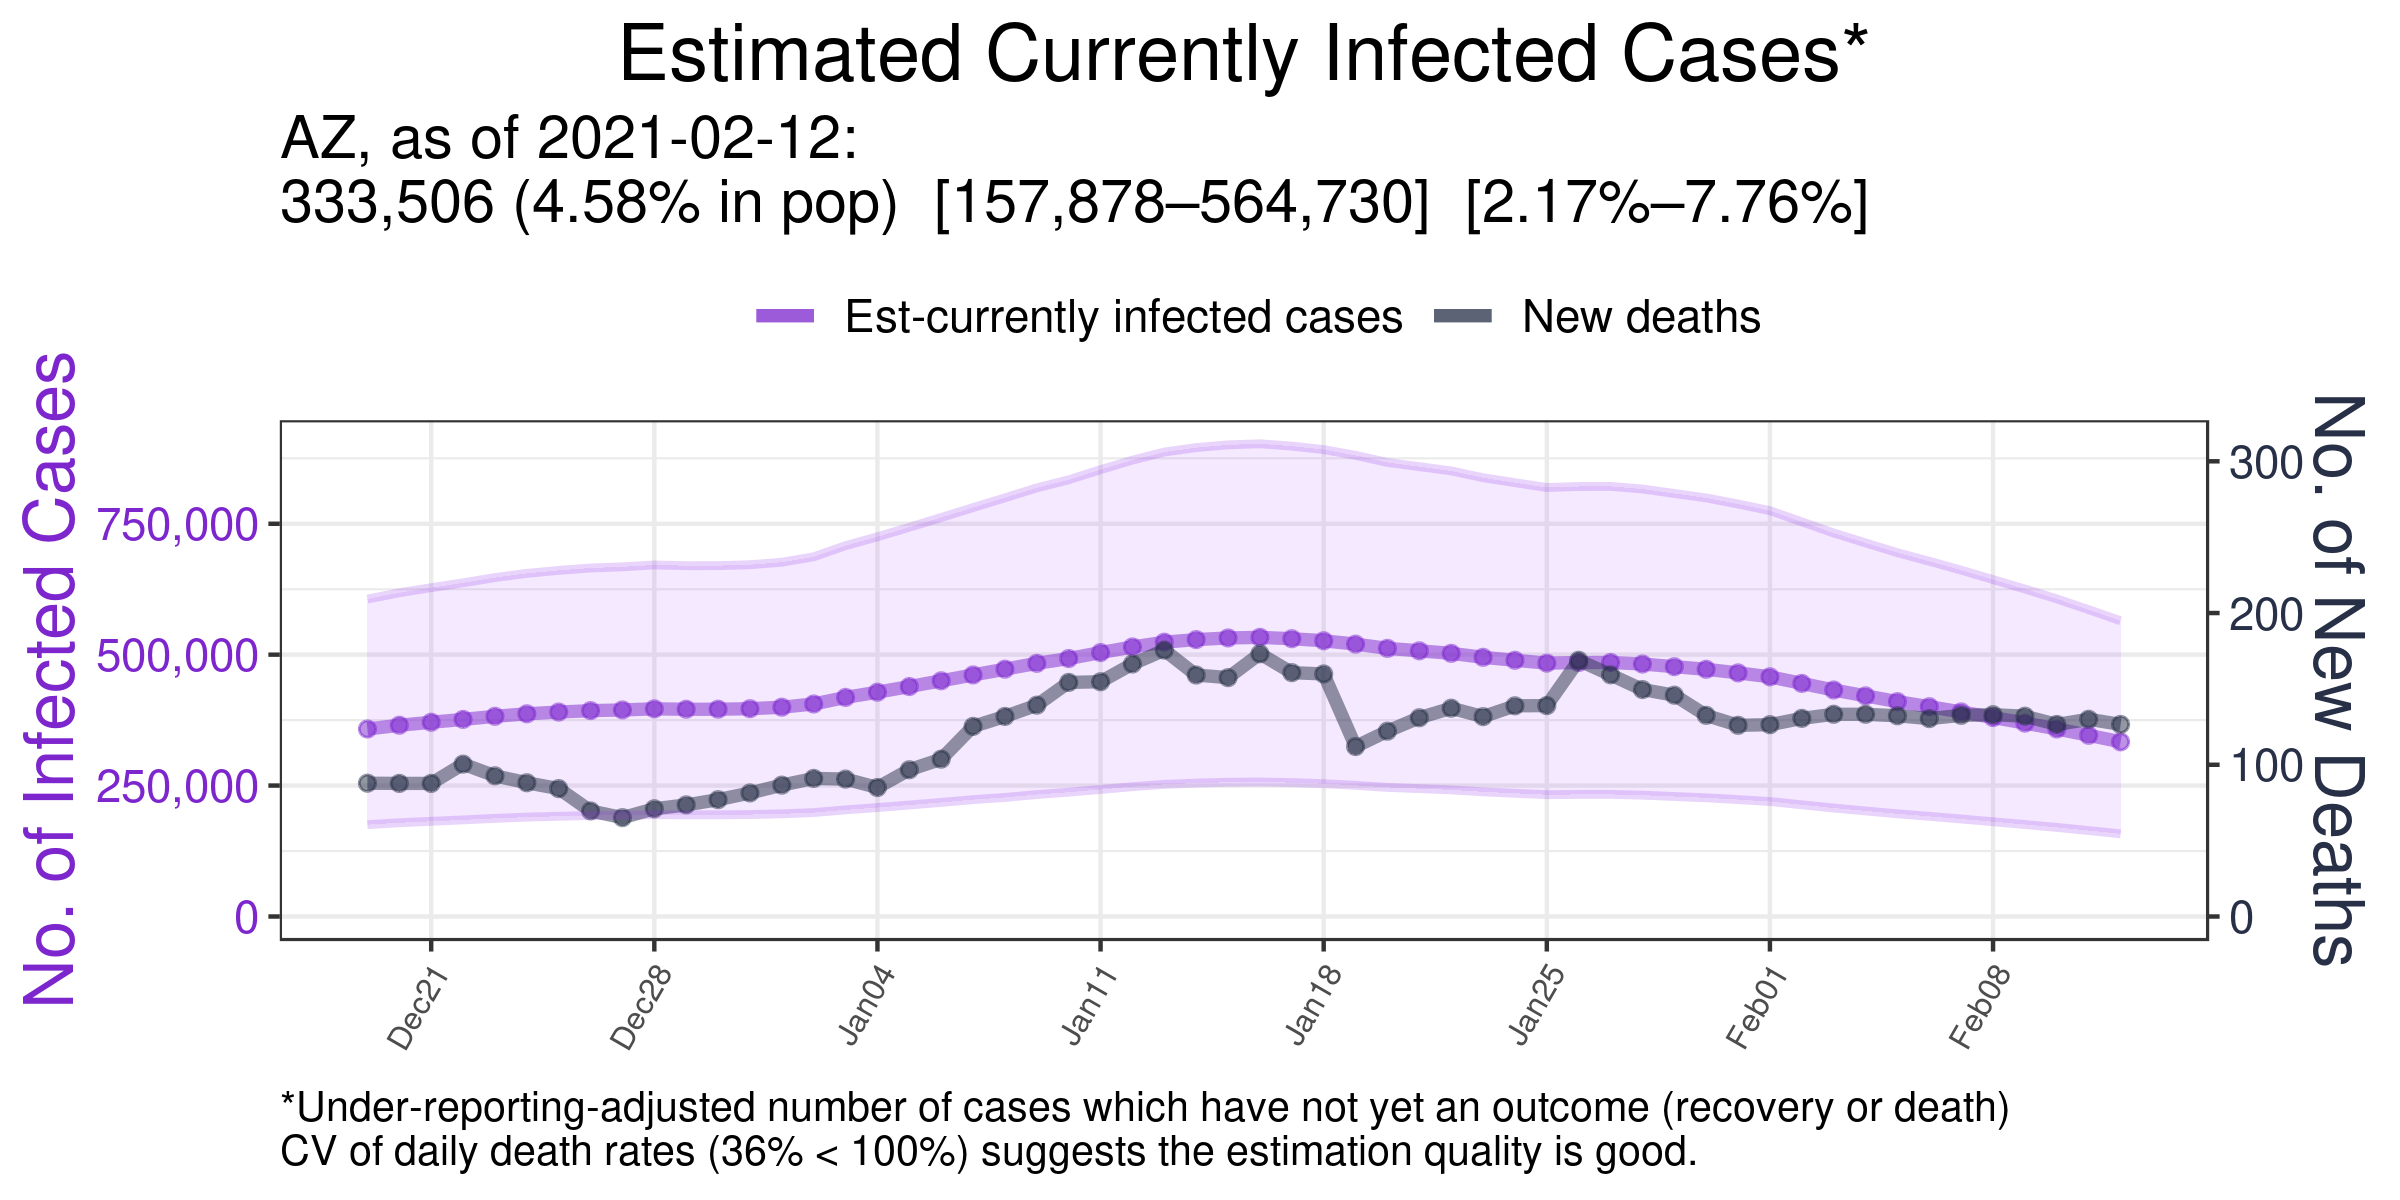 Estimated Currently Infected Cases*
AZ, as of 2021-02-12:
333,506 (4.58% in pop)  [157,878–564,730]  [2.17%–7.76%]
Est-currently infected cases
New deaths
No. of Infected Cases
750,000
500,000
250,000
0
300
200
100
0
No. of New Deaths
Dec21
Dec28
Jan04
Jan11
Jan18
Jan25
Feb01
Feb08
*Under-reporting-adjusted number of cases which have not yet an outcome (recovery or death)
CV of daily death rates (36% < 100%) suggests the estimation quality is good.